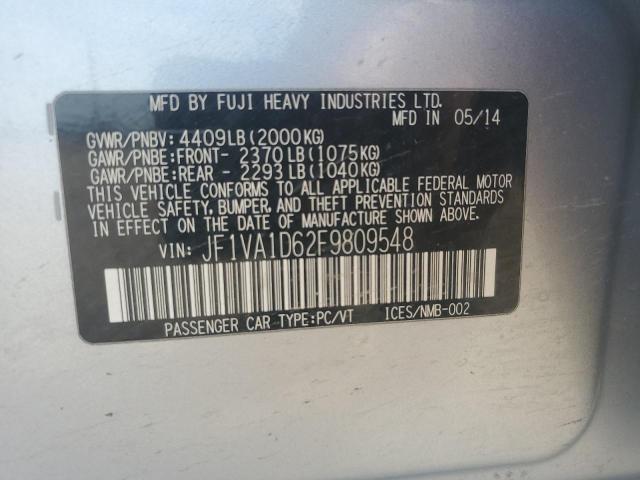 MFD BY FUJI HEAVY INDUSTRIES LTD.
MFD IN 05/14
GVWR/PNBV: 4409LB(2000KG)
GAWR/PNBE:FRONT- 2370LB(1075KG)
GAWR/PNBE:REAR - 2293LB(1040KG)
THIS VEHICLE CONFORMS TO ALL APPLICABLE FEDERAL MOTOR
VEHICLE SAFETY, BUMPER, AND THEFT PREVENTION STANDARDS
IN EFFECT ON THE DATE OF MANUFACTURE SHOWN ABOVE.
VIN: JF1VA1D62F9809548
PASSENGER CAR TYPE:PC/VT ICES/NMB-002